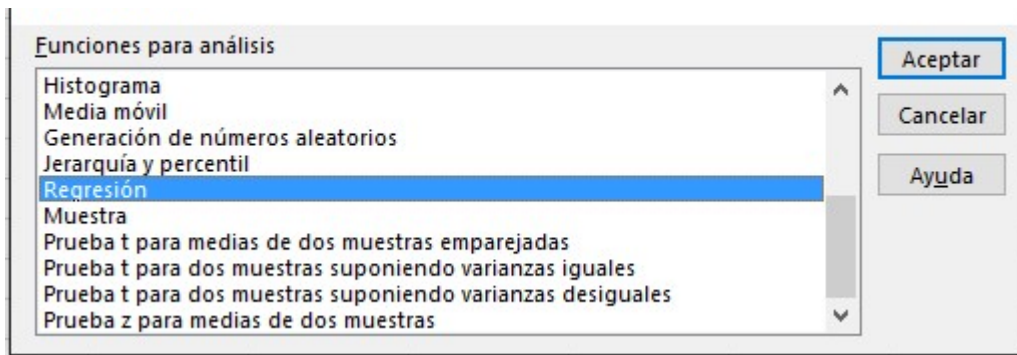 Funciones para análisis
Histograma
Media móvil
Generación de números aleatorios
Jerarquía y percentil
Regresión
Muestra
Prueba t para medias de dos muestras emparejadas
Prueba t para dos muestras suponiendo varianzas iguales
Prueba t para dos muestras suponiendo varianzas desiguales
Prueba z para medias de dos muestras
Aceptar
Cancelar
Ayuda